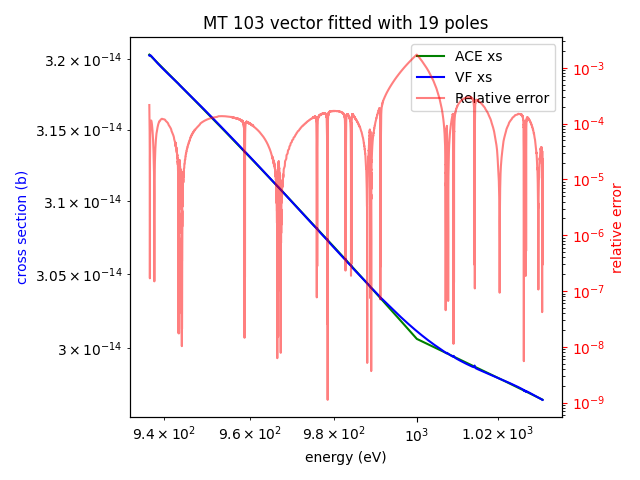 MT 103 vector fitted with 19 poles
ACE xs
VF xs
Relative error
3.2 × 10⁻¹⁴
3.15 × 10⁻¹⁴
3.1 × 10⁻¹⁴
3.05 × 10⁻¹⁴
3 × 10⁻¹⁴
cross section (b)
10⁻³
10⁻⁴
10⁻⁵
10⁻⁶
10⁻⁷
10⁻⁸
10⁻⁹
relative error
9.4 × 10² 9.6 × 10² 9.8 × 10² 10³ 1.02 × 10³
energy (eV)